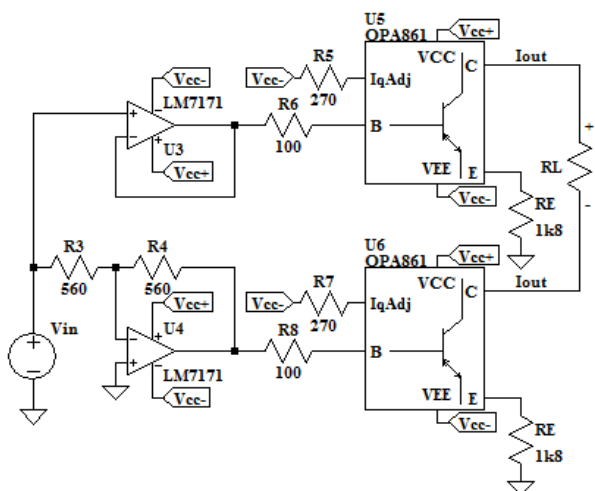 U5
OPA861
Vcc+
Vcc-
LM7171
U3
Vcc+
Vcc-
R5
270
R6
100
IqAdj
B
VCC
C
VEE
E
Vcc-
Iout
+
RL
-
RE
1k8
R3
560
R4
560
Vin
Vcc+
U4
LM7171
Vcc-
Vcc-
R7
270
R8
100
U6
OPA861
Vcc+
IqAdj
B
VCC
C
VEE
E
Vcc-
Iout
RE
1k8